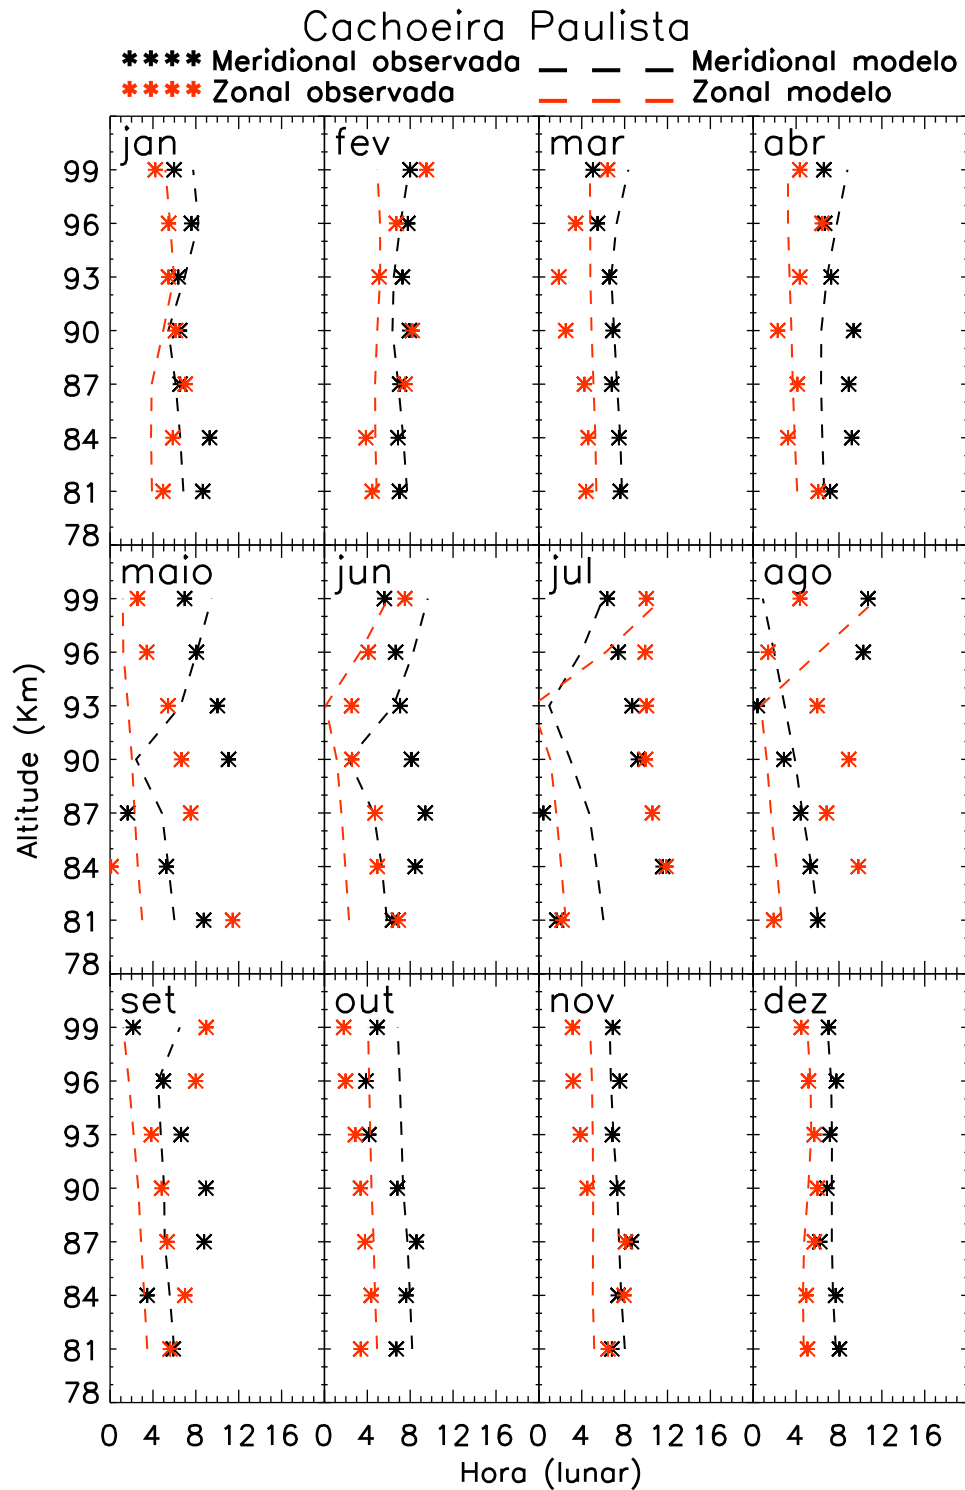 Cachoeira Paulista
**** Meridional observada — — — Meridional modelo
**** Zonal observada — — — Zonal modelo
jan fev mar abr
99
96
93
90
87
84
81
78
maio jun jul ago
99
96
93
90
87
84
81
78
Altitude (Km)
set out nov dez
99
96
93
90
87
84
81
78
0 4 8 12 16 0 4 8 12 16 0 4 8 12 16 0 4 8 12 16
Hora (lunar)